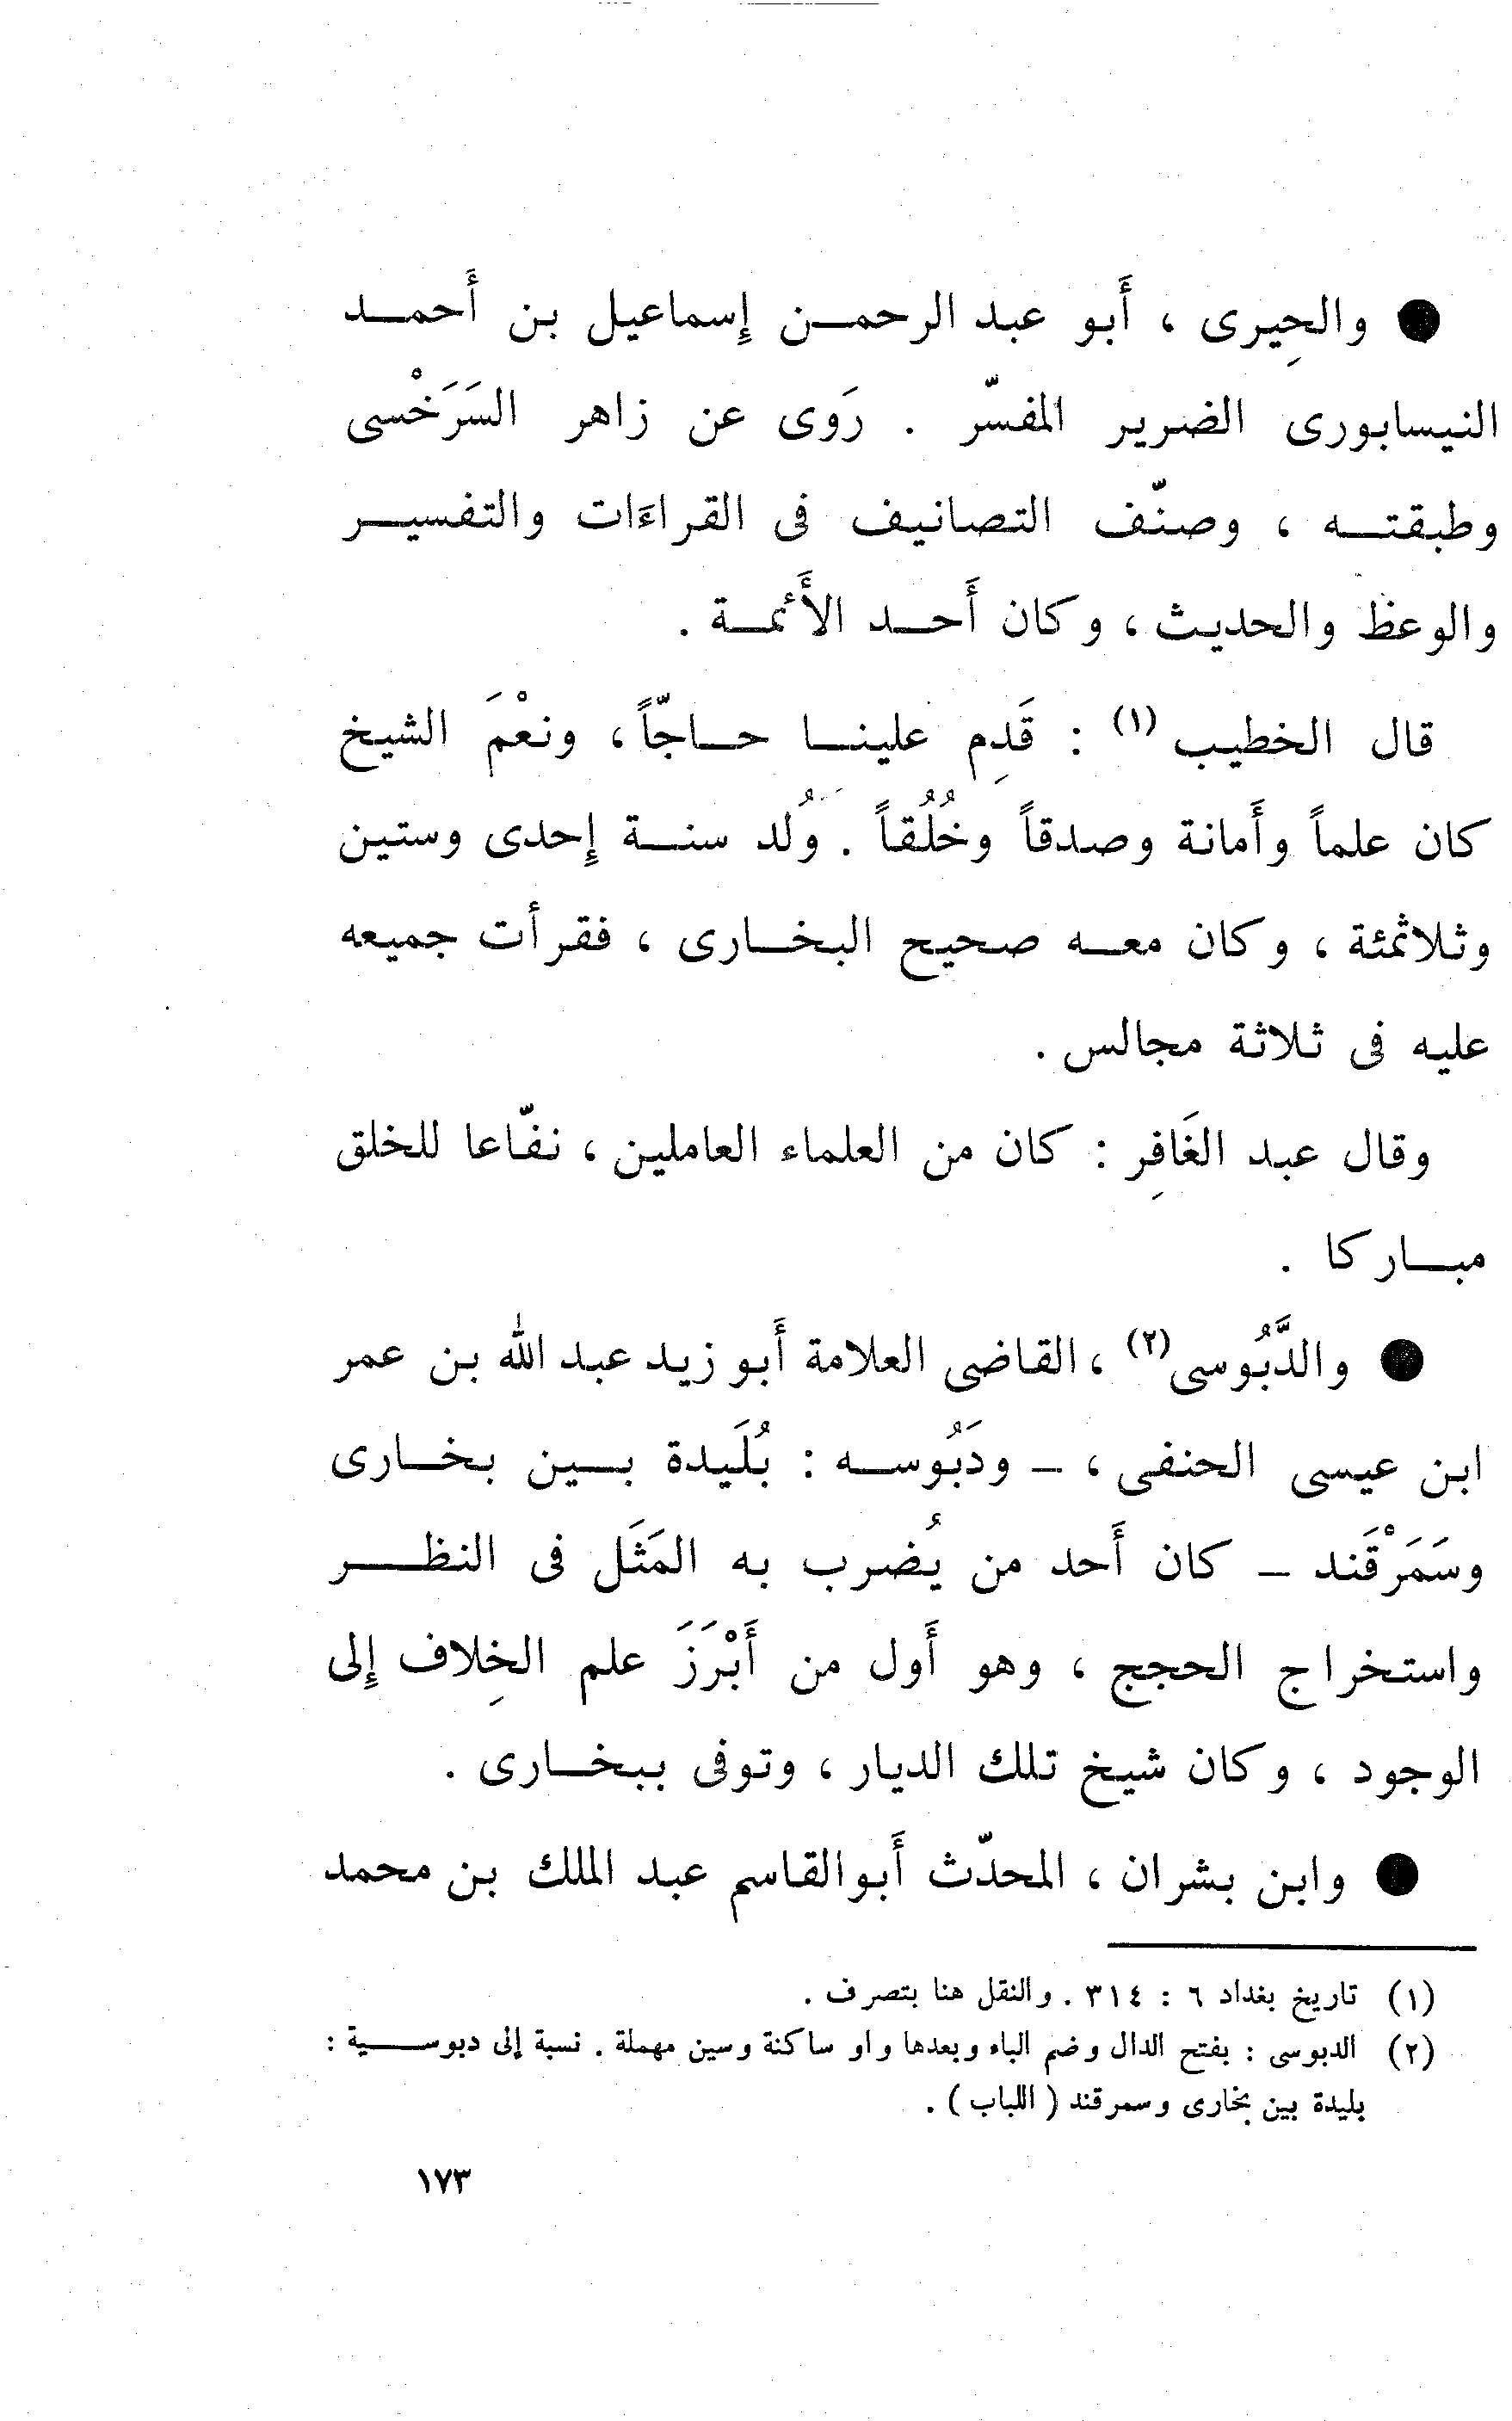 ● والحِيرى ، أَبو عبد الرحمن إسماعيل بن أَحمد
النيسابورى الضرير المفسّر . رَوى عن زاهر السَرَخْسى
وطبقته ، وصنّف التصانيف فى القراءَات والتفسير
والوعظ والحديث ، وكان أَحد الأَئمة .
قال الخطيب (١) : قَدِم علينا حاجّاً ، ونعْمَ الشيخ
كان علماً وأَمانة وصدقاً وخُلُقاً . وُلد سنة إحدى وستين
وثلاثمئة ، وكان معه صحيح البخارى ، فقرأت جميعه
عليه فى ثلاثة مجالس .
وقال عبد الغَافِر : كان من العلماء العاملين ، نفّاعا للخلق
مباركا .
● والدَّبُوسى (٢) ، القاضى العلامة أَبو زيد عبد الله بن عمر
ابن عيسى الحنفى ، – ودَبُوسه : بُلَيدة بين بخارى
وسَمَرْقَند – كان أَحد من يُضرب به المَثَل فى النظر
واستخراج الحجج ، وهو أَول من أَبْرَزَ علم الخِلاف إِلى
الوجود ، وكان شيخ تلك الديار ، وتوفى ببخارى .
● وابن بشران ، المحدّث أَبوالقاسم عبد الملك بن محمد
(١) تاريخ بغداد ٦ : ٣١٤ . والنقل هنا بتصرف .
(٢) الدبوسى : بفتح الدال وضم الباء وبعدها واو ساكنة وسين مهملة . نسبة إلى دبوسية :
بليدة بين بخارى وسمرقند ( اللباب ) .
١٧٣